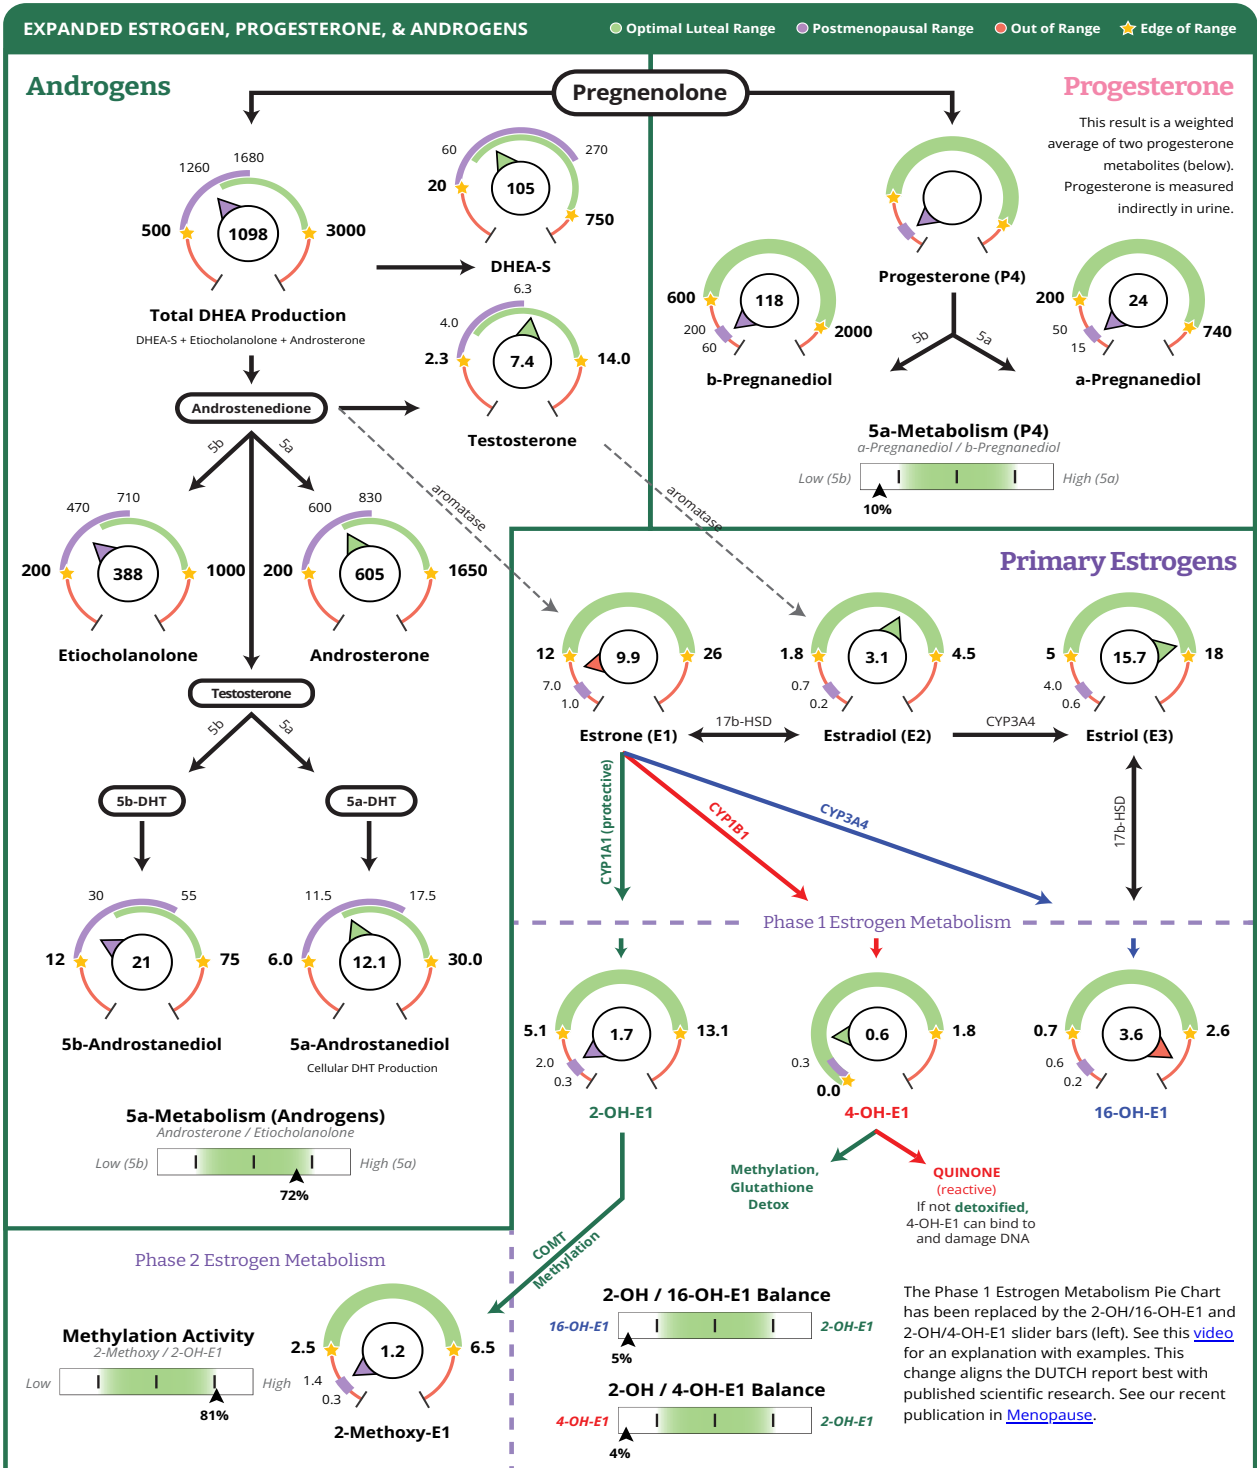 EXPANDED ESTROGEN, PROGESTERONE, & ANDROGENS
Optimal Luteal Range
Postmenopausal Range
Out of Range
Edge of Range
Androgens
Pregnenolone
Progesterone
This result is a weighted
average of two progesterone
metabolites (below).
Progesterone is measured
indirectly in urine.
1260
1680
500
1098
3000
Total DHEA Production
DHEA-S + Etiocholanolone + Androsterone
60
270
20
105
750
DHEA-S
6.3
4.0
2.3
7.4
14.0
Testosterone
Progesterone (P4)
600
118
2000
200
60
b-Pregnanediol
5b
5a
200
24
740
50
15
a-Pregnanediol
5a-Metabolism (P4)
a-Pregnanediol / b-Pregnanediol
Low (5b)
High (5a)
10%
Androstenedione
5b
5a
aromatase
aromatase
470
710
200
388
1000
Etiocholanolone
600
830
200
605
1650
Androsterone
Testosterone
5b
5a
5b-DHT
5a-DHT
30
55
12
21
75
5b-Androstanediol
11.5
17.5
6.0
12.1
30.0
5a-Androstanediol
Cellular DHT Production
5a-Metabolism (Androgens)
Androsterone / Etiocholanolone
Low (5b)
High (5a)
72%
Primary Estrogens
12
9.9
26
7.0
1.0
Estrone (E1)
17b-HSD
1.8
3.1
4.5
0.7
0.2
Estradiol (E2)
CYP3A4
5
15.7
18
4.0
0.6
Estriol (E3)
CYP1A1 (protective)
CYP1B1
CYP3A4
17b-HSD
Phase 1 Estrogen Metabolism
5.1
1.7
13.1
2.0
0.3
2-OH-E1
0.6
1.8
0.3
0.0
4-OH-E1
0.7
3.6
2.6
0.6
0.2
16-OH-E1
Methylation,
Glutathione
Detox
QUINONE
(reactive)
If not detoxified,
4-OH-E1 can bind to
and damage DNA
COMT
Methylation
Phase 2 Estrogen Metabolism
Methylation Activity
2-Methoxy / 2-OH-E1
Low
High
81%
2.5
1.2
6.5
1.4
0.3
2-Methoxy-E1
2-OH / 16-OH-E1 Balance
16-OH-E1
2-OH-E1
5%
2-OH / 4-OH-E1 Balance
4-OH-E1
2-OH-E1
4%
The Phase 1 Estrogen Metabolism Pie Chart
has been replaced by the 2-OH/16-OH-E1 and
2-OH/4-OH-E1 slider bars (left). See this video
for an explanation with examples. This
change aligns the DUTCH report best with
published scientific research. See our recent
publication in Menopause.